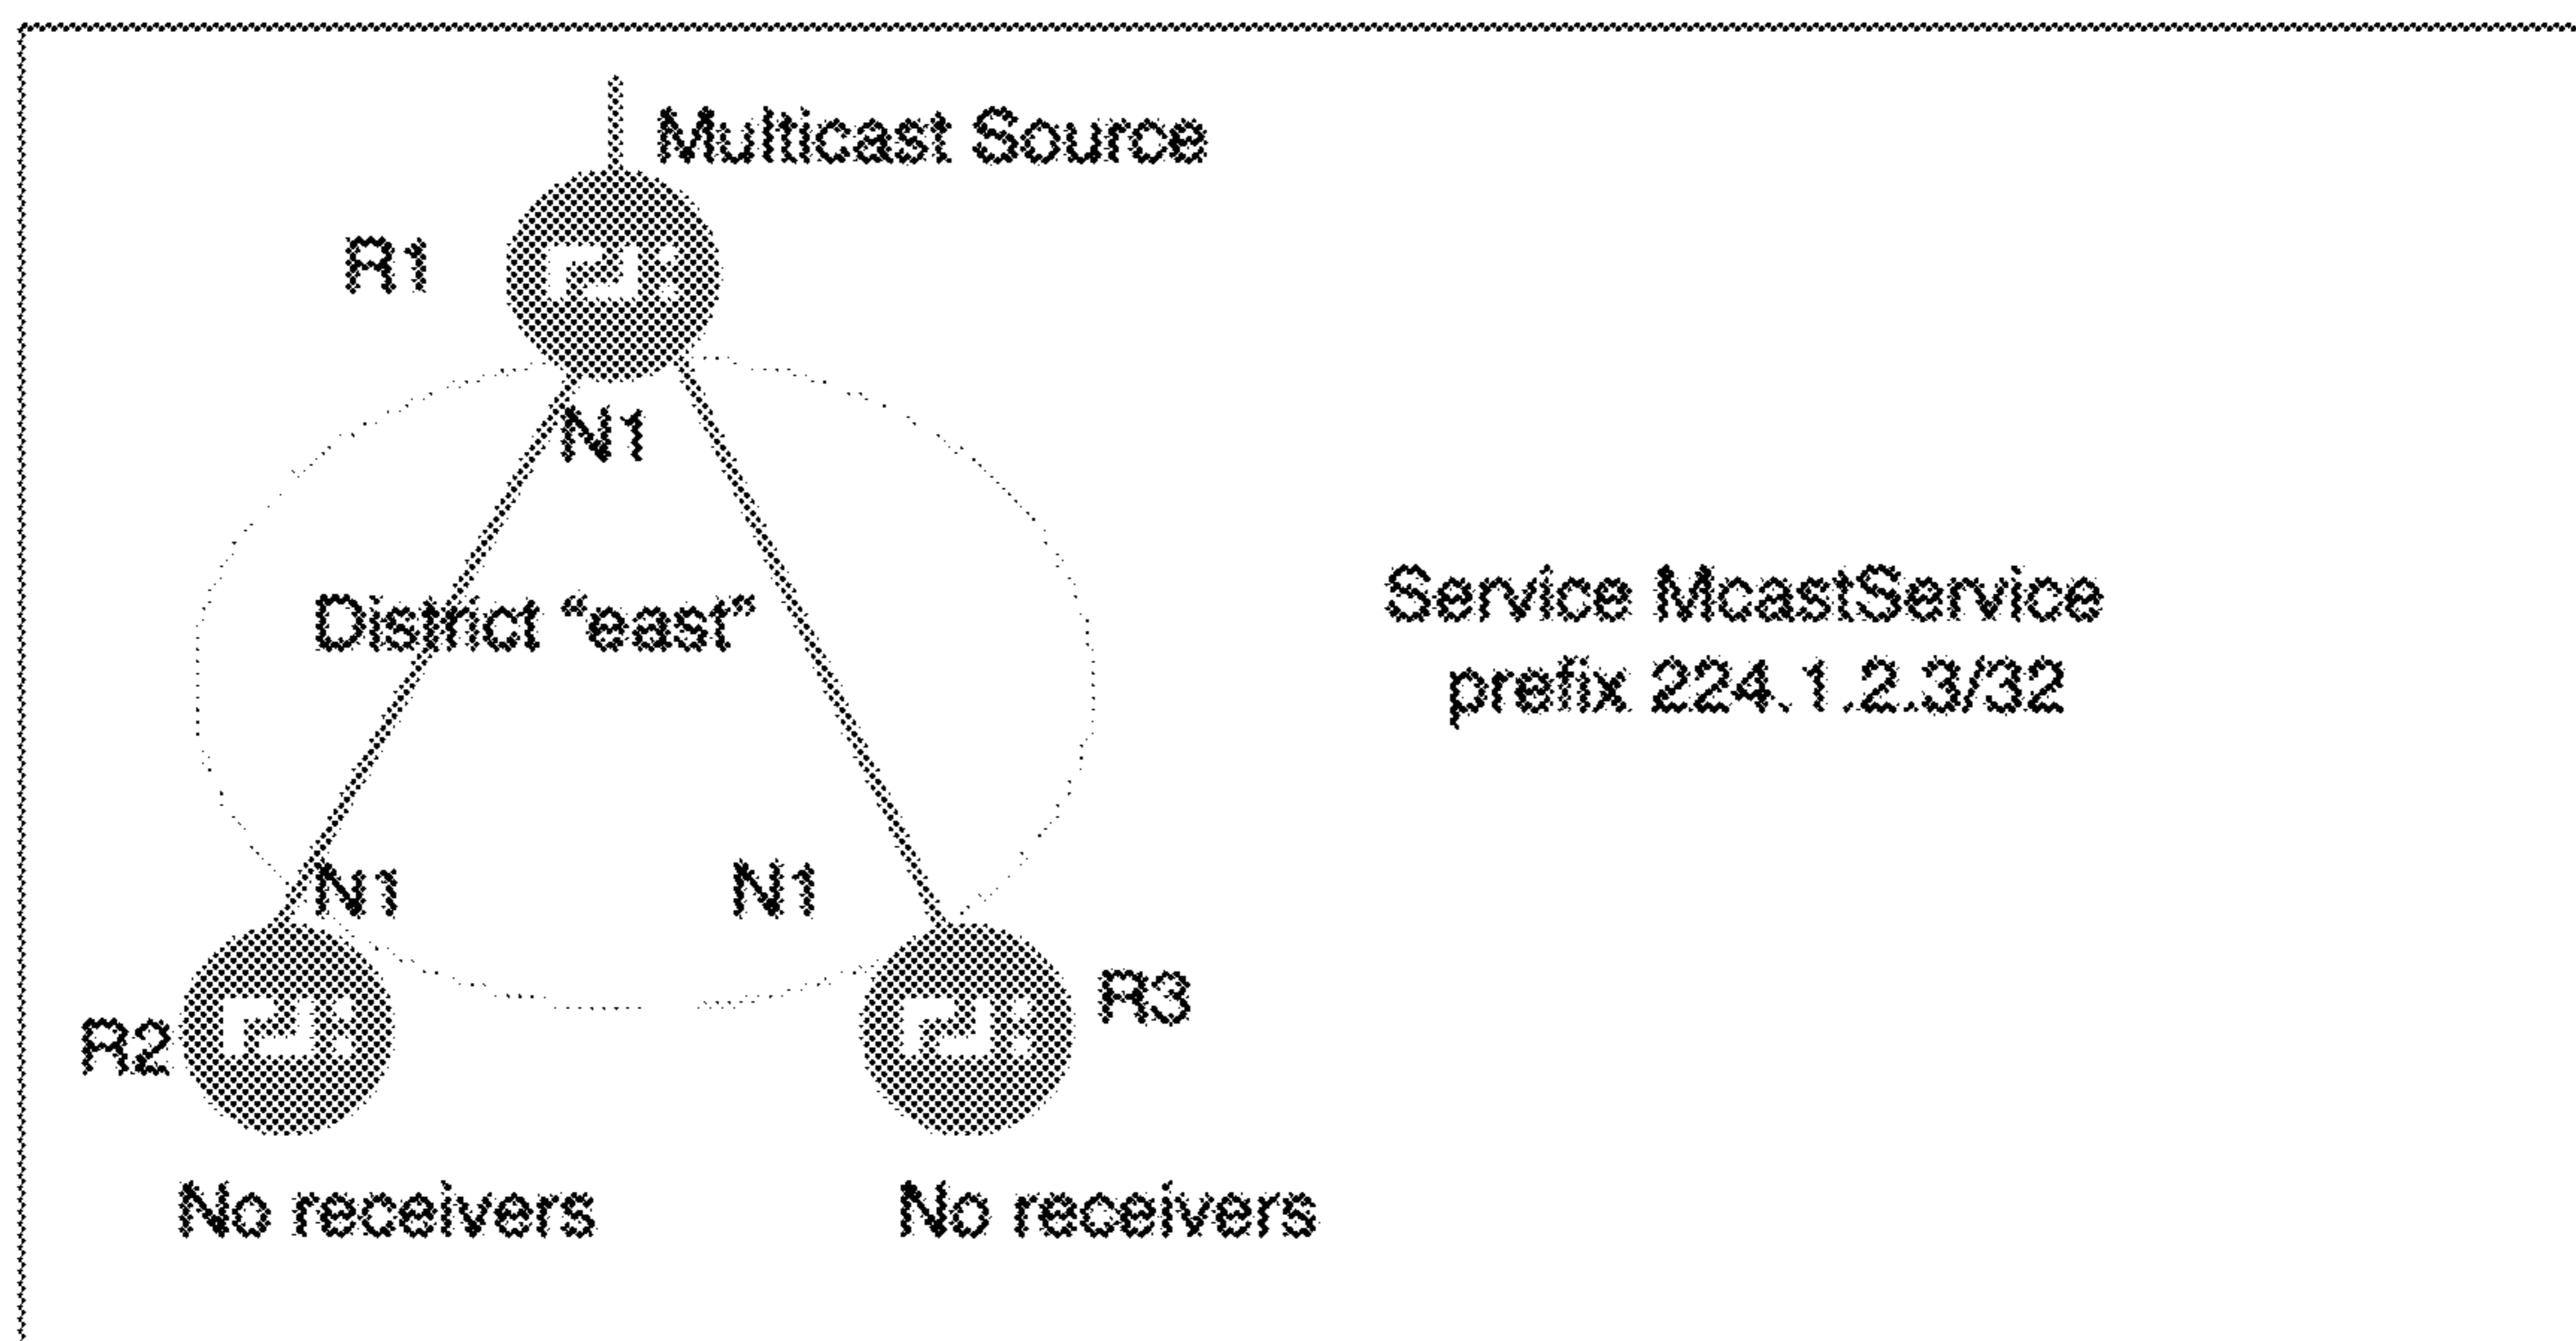 Multicast Source
R1
N1
District “east”
Service McastService
prefix 224.1.2.3/32
N1
N1
R2
R3
No receivers
No receivers